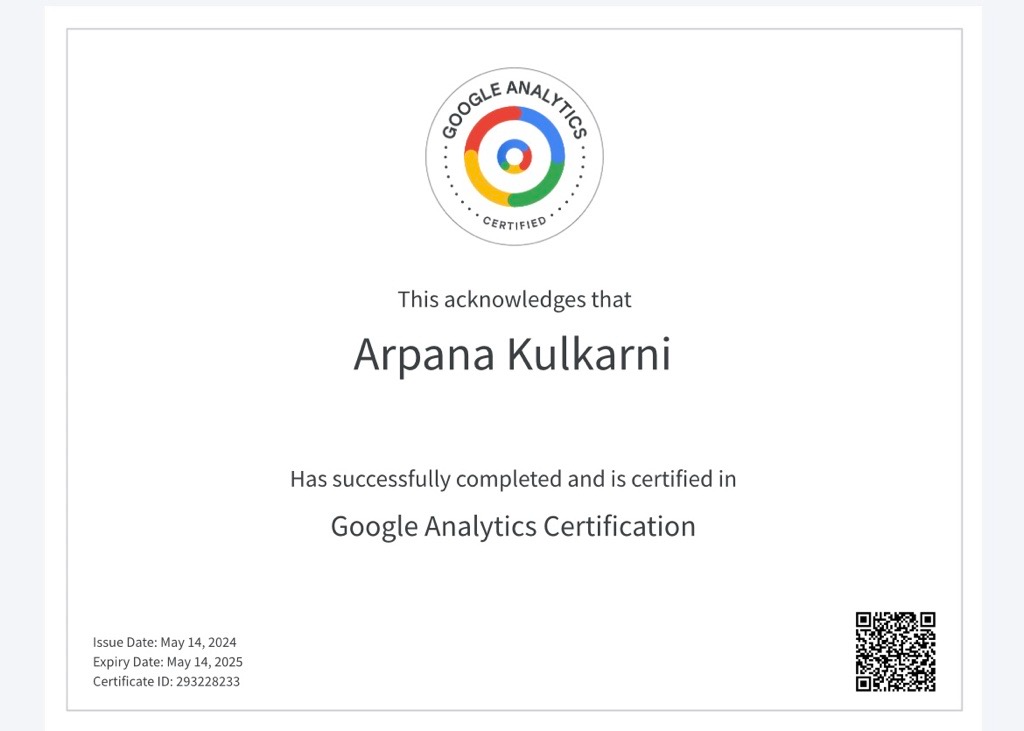 GOOGLE ANALYTICS
CERTIFIED
This acknowledges that
Arpana Kulkarni
Has successfully completed and is certified in
Google Analytics Certification
Issue Date: May 14, 2024
Expiry Date: May 14, 2025
Certificate ID: 293228233